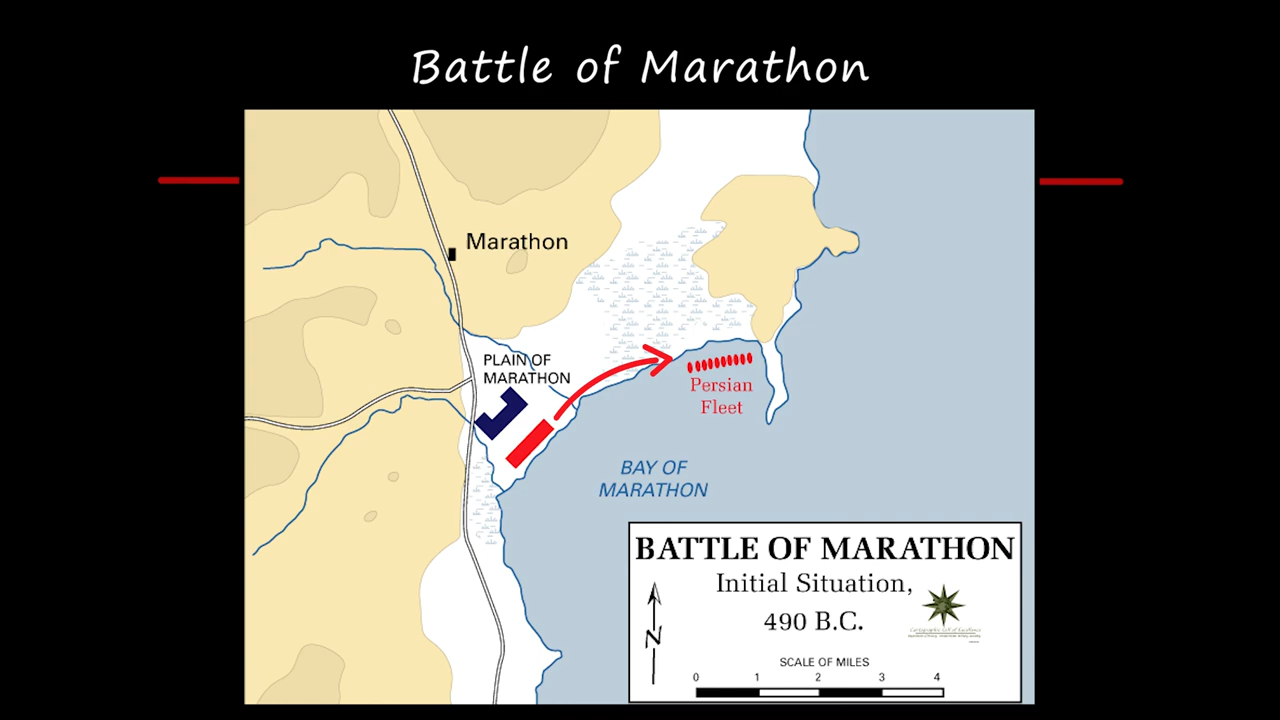 Battle of Marathon
Marathon
PLAIN OF
MARATHON
Persian
Fleet
BAY OF
MARATHON
BATTLE OF MARATHON
Initial Situation,
490 B.C.
N
SCALE OF MILES
0 1 2 3 4